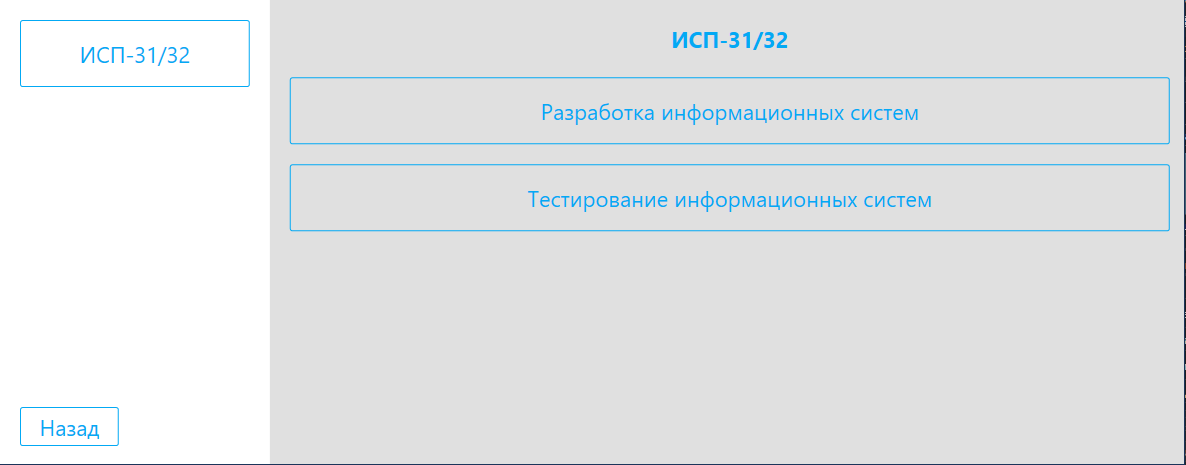 ИСП-31/32
Назад
ИСП-31/32
Разработка информационных систем
Тестирование информационных систем